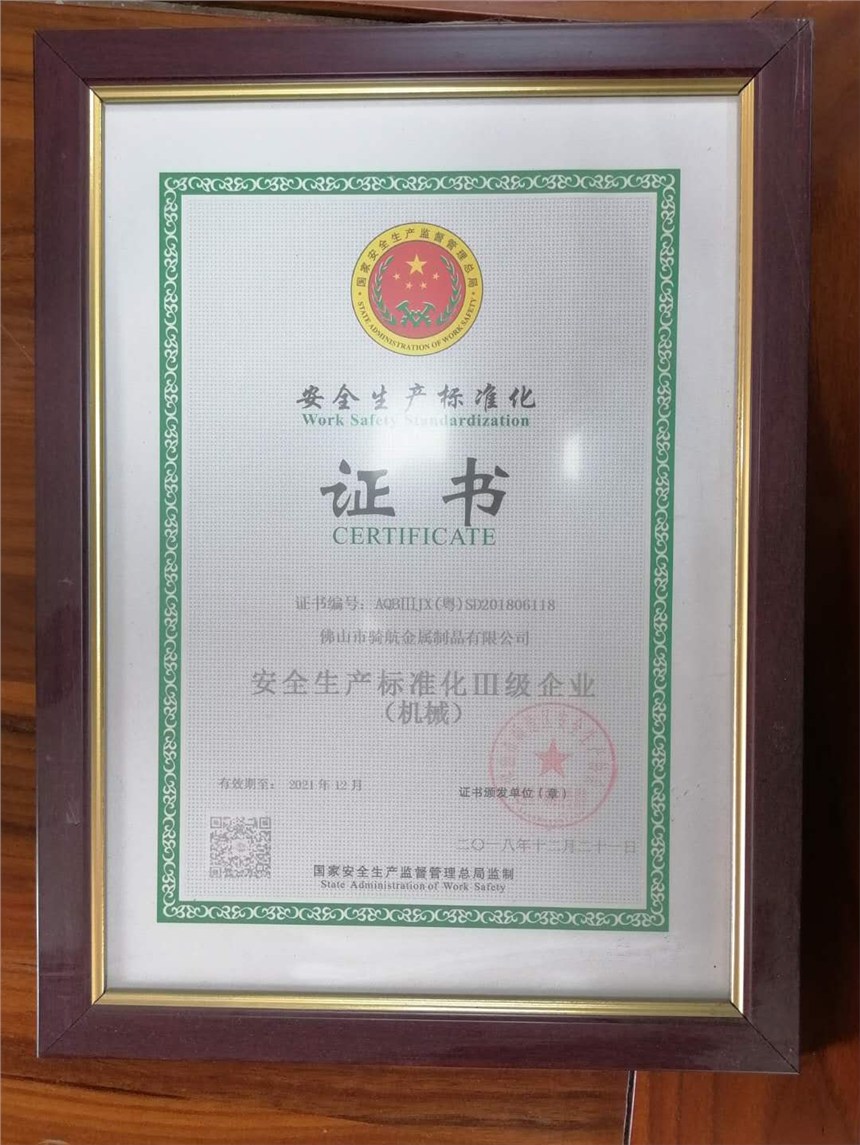 国家安全生产监督管理总局
STATE ADMINISTRATION OF WORK SAFETY
安全生产标准化
Work Safety Standardization
证 书
CERTIFICATE
证书编号：AQBⅢJX(粤)SD201806118
佛山市骑航金属制品有限公司
安全生产标准化Ⅲ级企业
（机械）
有效期至： 2021年12月
证书颁发单位（章）
二〇一八年十二月二十一日
国家安全生产监督管理总局监制
State Administration of Work Safety